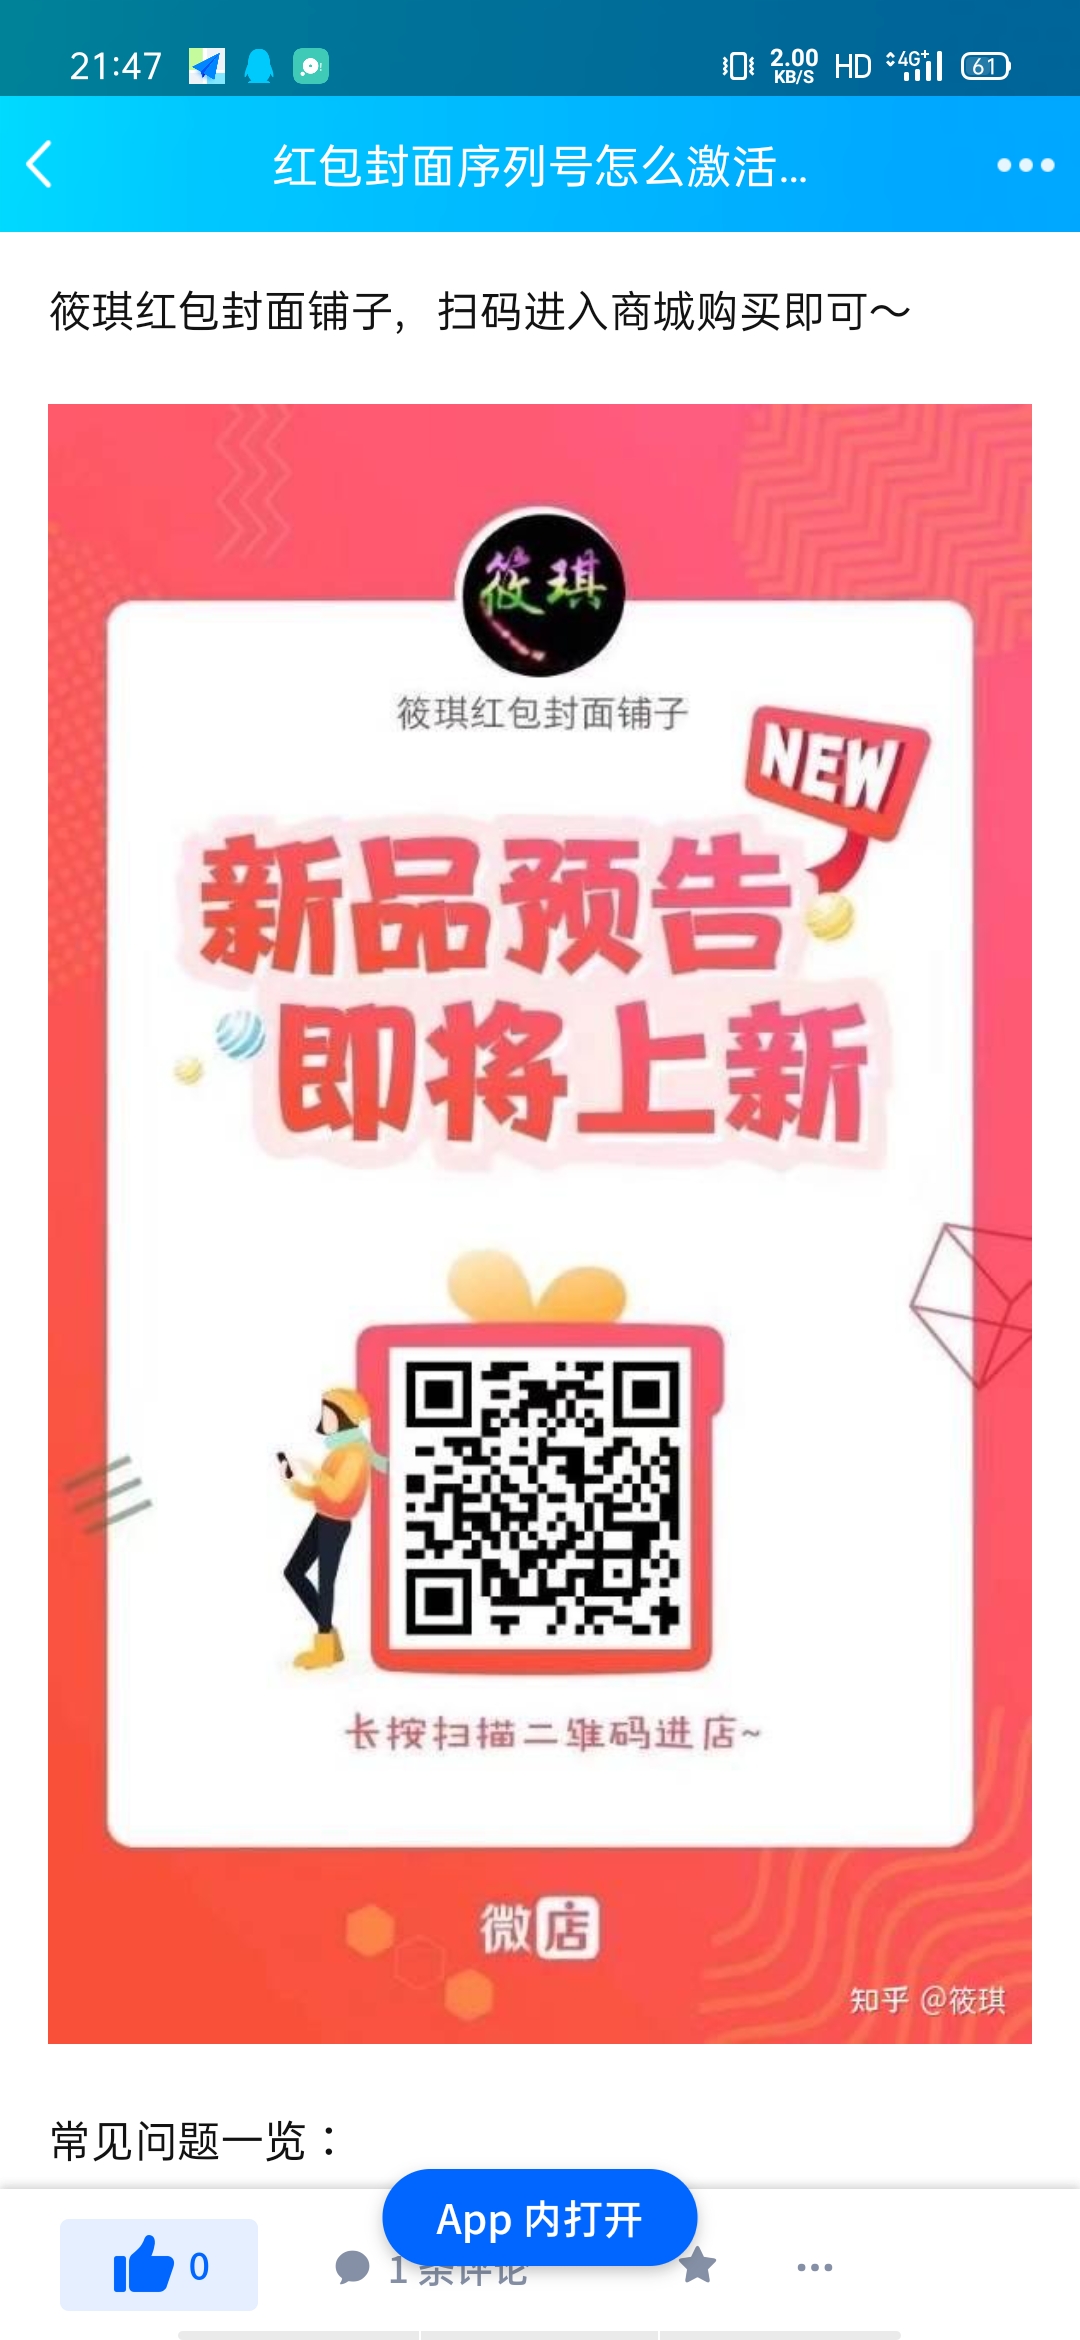 21:47
2.00
KB/S
HD
4G+
61
红包封面序列号怎么激活...
筱琪红包封面铺子，扫码进入商城购买即可～
筱琪
筱琪红包封面铺子
NEW
新品预告
即将上新
长按扫描二维码进店~
微店
知乎 @筱琪
常见问题一览：
App 内打开
0
1 条评论